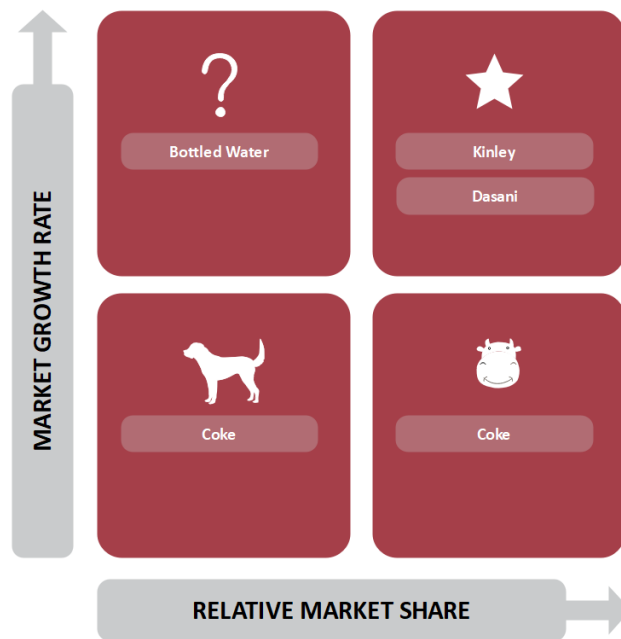 MARKET GROWTH RATE
?
Bottled Water
Kinley
Dasani
Coke
Coke
RELATIVE MARKET SHARE